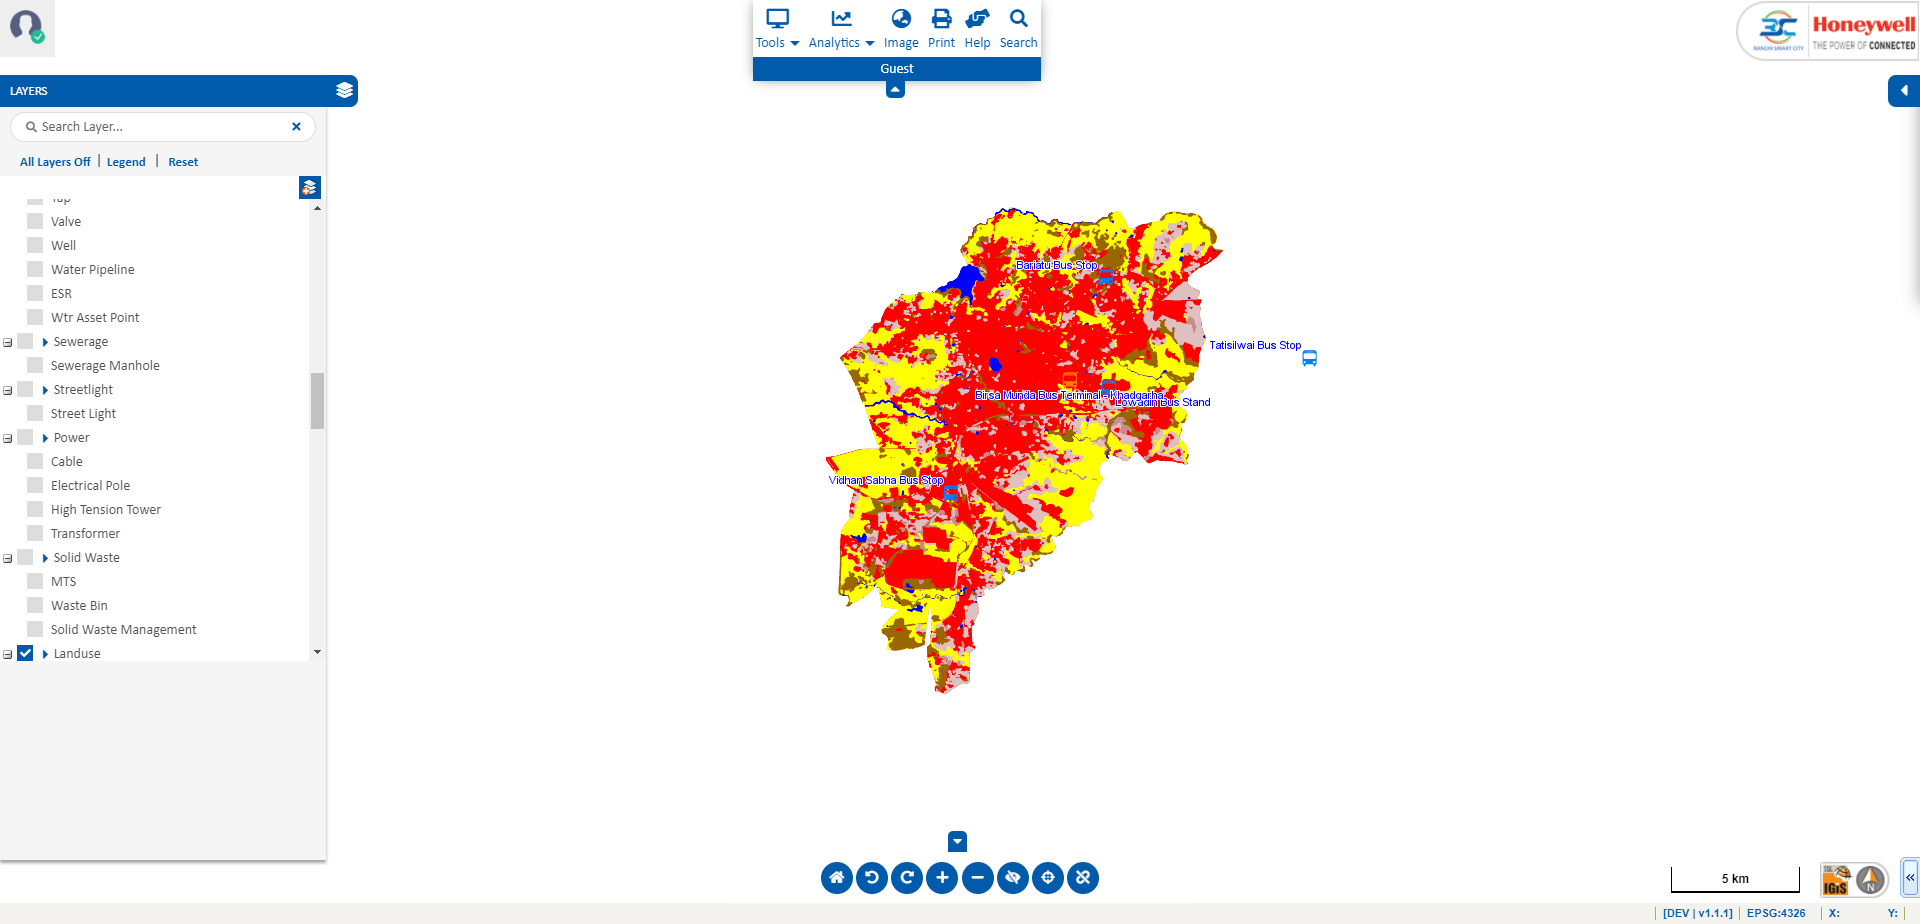 Tools
Analytics
Image
Print
Help
Search
Guest
RANCHI SMART CITY
Honeywell
THE POWER OF CONNECTED
LAYERS
Search Layer...
All Layers Off | Legend | Reset
Tap
Valve
Well
Water Pipeline
ESR
Wtr Asset Point
Sewerage
Sewerage Manhole
Streetlight
Street Light
Power
Cable
Electrical Pole
High Tension Tower
Transformer
Solid Waste
MTS
Waste Bin
Solid Waste Management
Landuse
Bariatu Bus Stop
Tatisilwai Bus Stop
Birsa Munda Bus Terminal - Khadgarha
Lowadih Bus Stand
Vidhan Sabha Bus Stop
5 km
IGiS
N
[DEV | v1.1.1]
EPSG:4326
X:
Y: